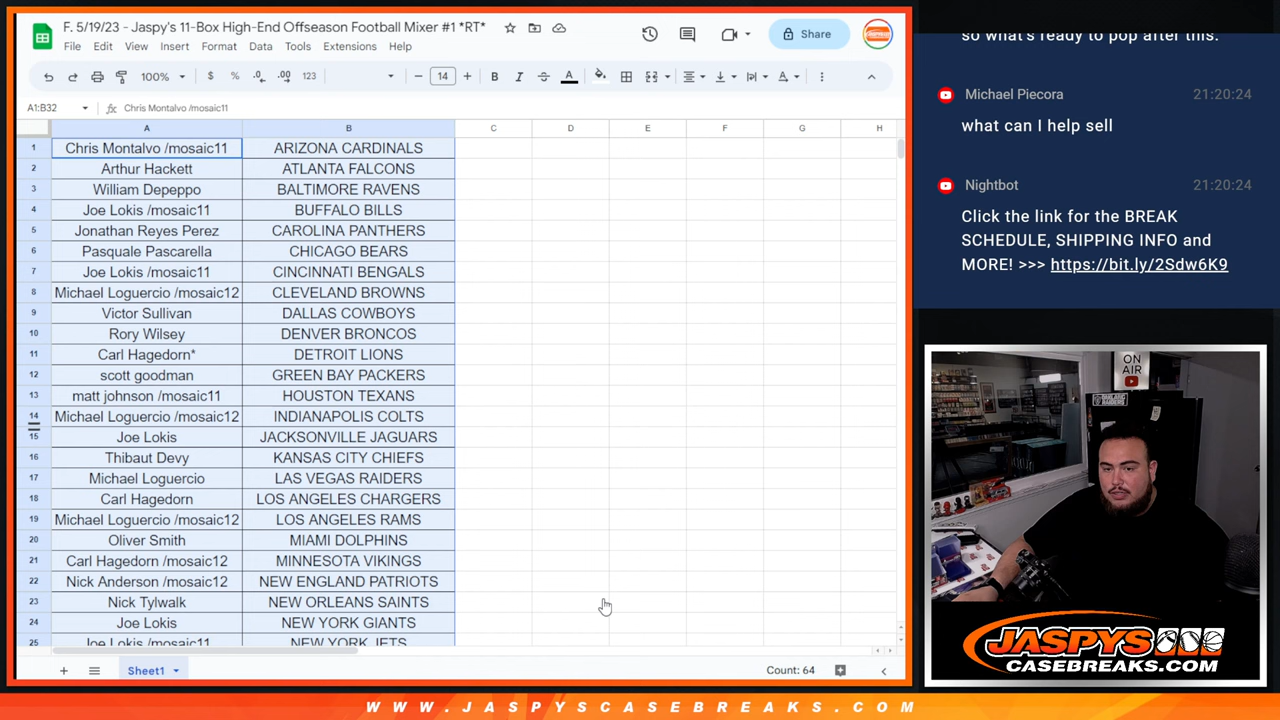 F. 5/19/23 - Jaspy's 11-Box High-End Offseason Football Mixer #1 *RT*
File Edit View Insert Format Data Tools Extensions Help
Share
100% $ % .0 .00 123 14 B I A
A1:B32 fx Chris Montalvo /mosaic11
A B C D E F G H
1 Chris Montalvo /mosaic11 ARIZONA CARDINALS
2 Arthur Hackett ATLANTA FALCONS
3 William Depeppo BALTIMORE RAVENS
4 Joe Lokis /mosaic11 BUFFALO BILLS
5 Jonathan Reyes Perez CAROLINA PANTHERS
6 Pasquale Pascarella CHICAGO BEARS
7 Joe Lokis /mosaic11 CINCINNATI BENGALS
8 Michael Loguercio /mosaic12 CLEVELAND BROWNS
9 Victor Sullivan DALLAS COWBOYS
10 Rory Wilsey DENVER BRONCOS
11 Carl Hagedorn* DETROIT LIONS
12 scott goodman GREEN BAY PACKERS
13 matt johnson /mosaic11 HOUSTON TEXANS
14 Michael Loguercio /mosaic12 INDIANAPOLIS COLTS
15 Joe Lokis JACKSONVILLE JAGUARS
16 Thibaut Devy KANSAS CITY CHIEFS
17 Michael Loguercio LAS VEGAS RAIDERS
18 Carl Hagedorn LOS ANGELES CHARGERS
19 Michael Loguercio /mosaic12 LOS ANGELES RAMS
20 Oliver Smith MIAMI DOLPHINS
21 Carl Hagedorn /mosaic12 MINNESOTA VIKINGS
22 Nick Anderson /mosaic12 NEW ENGLAND PATRIOTS
23 Nick Tylwalk NEW ORLEANS SAINTS
24 Joe Lokis NEW YORK GIANTS
25 Joe Lokis /mosaic11 NEW YORK JETS
Sheet1
Count: 64
so what's ready to pop after this.
Michael Piecora 21:20:24
what can I help sell
Nightbot 21:20:24
Click the link for the BREAK
SCHEDULE, SHIPPING INFO and
MORE! >>> https://bit.ly/2Sdw6K9
ON
AIR
JASPYS
CASEBREAKS.COM
WWW.JASPYSCASEBREAKS.COM